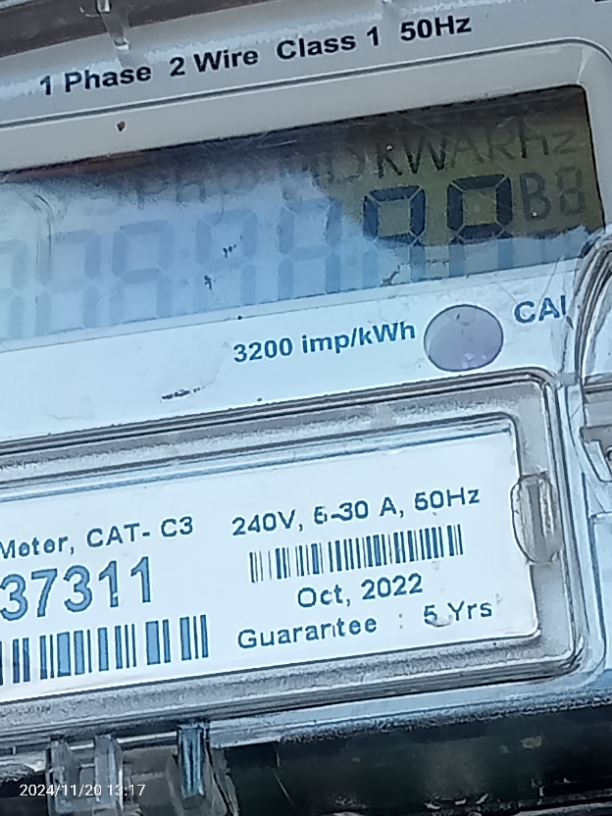 1 Phase 2 Wire Class 1 50Hz
KWARhz
3200 imp/kWh
CAL
Meter, CAT- C3
240V, 5-30 A, 50Hz
37311
Oct, 2022
Guarantee : 5 Yrs
2024/11/20 13:17